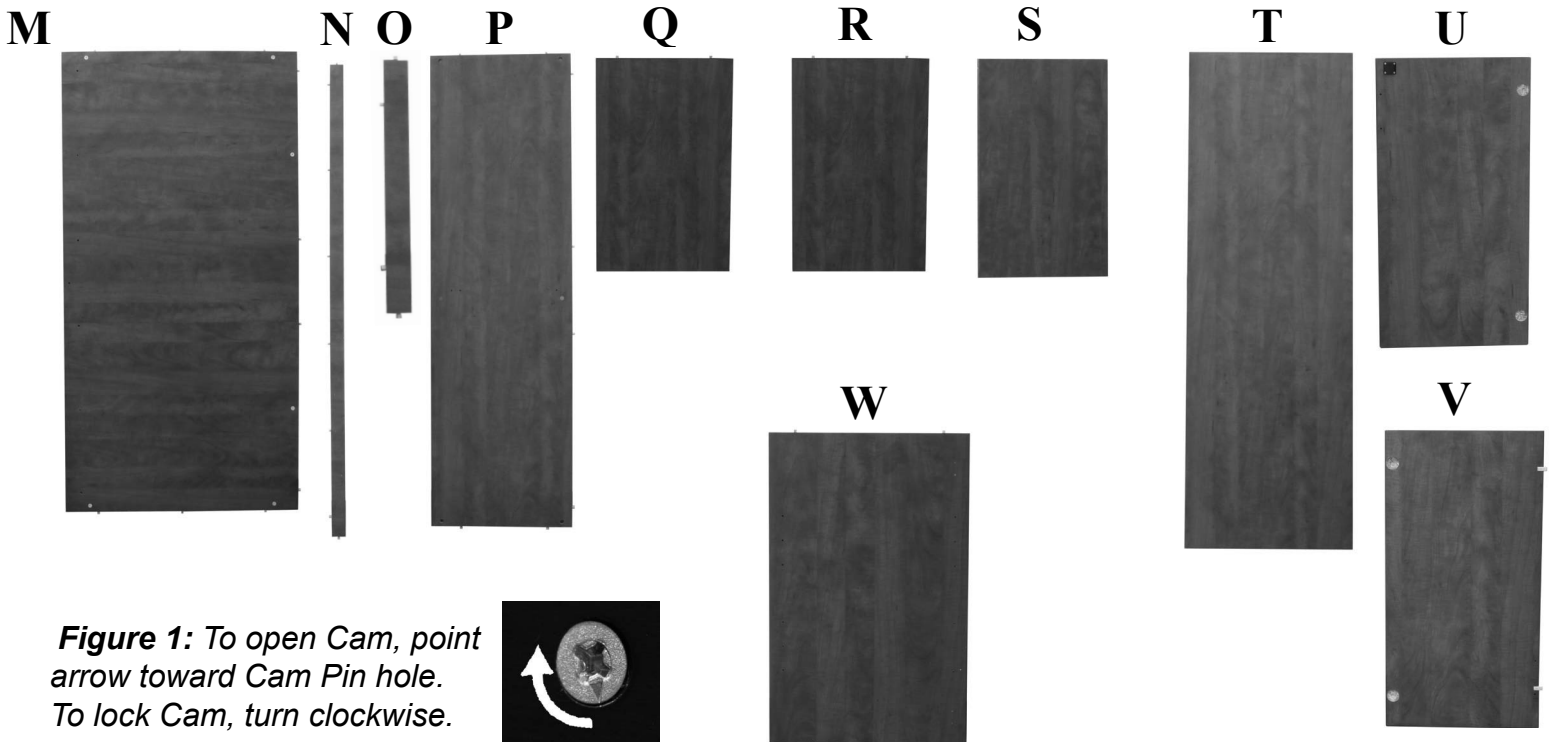 M N O P Q R S T U
W V
Figure 1: To open Cam, point
arrow toward Cam Pin hole.
To lock Cam, turn clockwise.